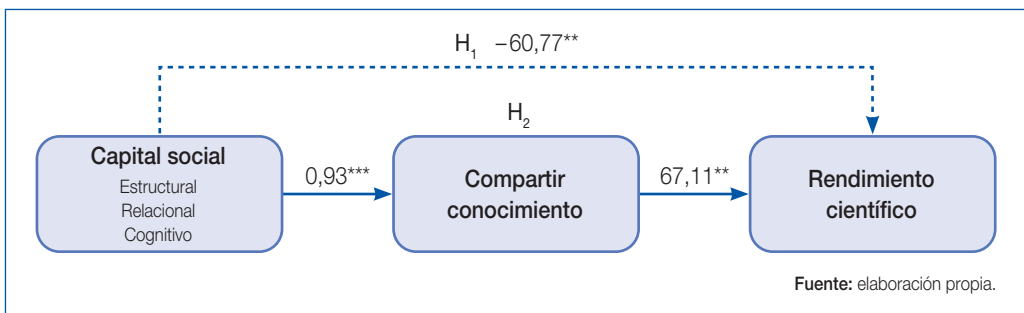 H₁ –60,77**
H₂
Capital social
Estructural
Relacional
Cognitivo
0,93***
Compartir
conocimiento
67,11**
Rendimiento
científico
Fuente: elaboración propia.